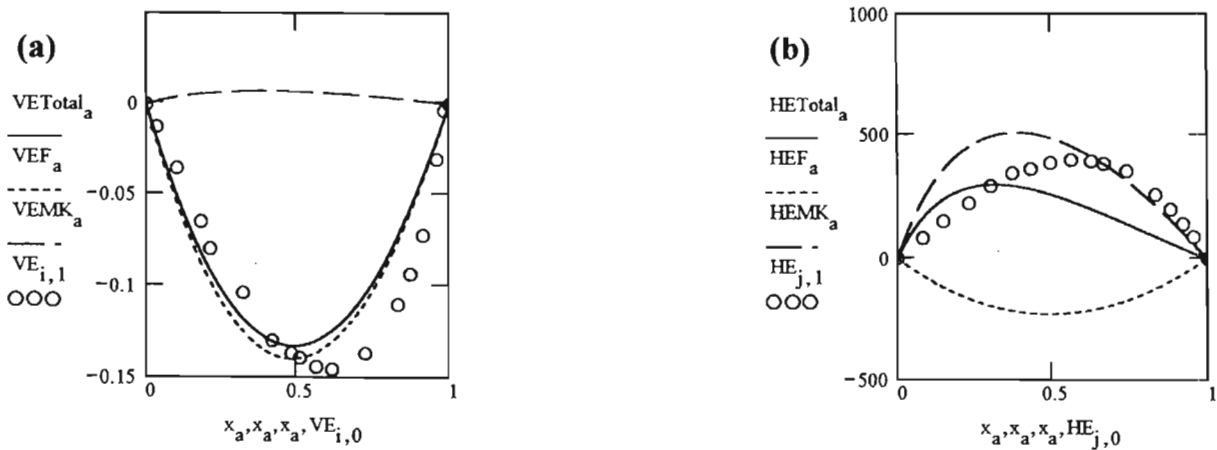 (a)
VETotal_a
VEF_a
VEMK_a
VE_i,1
0
−0.05
−0.1
−0.15
0
0.5
1
x_a,x_a,x_a,VE_i,0
(b)
HETotal_a
HEF_a
HEMK_a
HE_j,1
1000
500
0
−500
0
0.5
1
x_a,x_a,x_a,HE_j,0